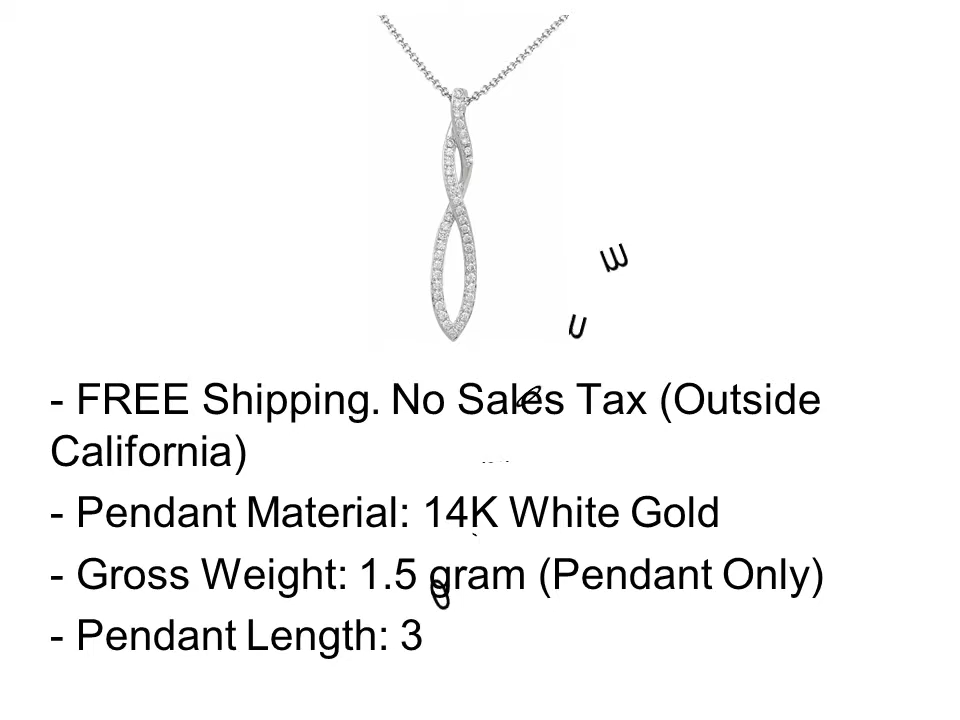 - FREE Shipping. No Sales Tax (Outside
California)
- Pendant Material: 14K White Gold
- Gross Weight: 1.5 gram (Pendant Only)
- Pendant Length: 3